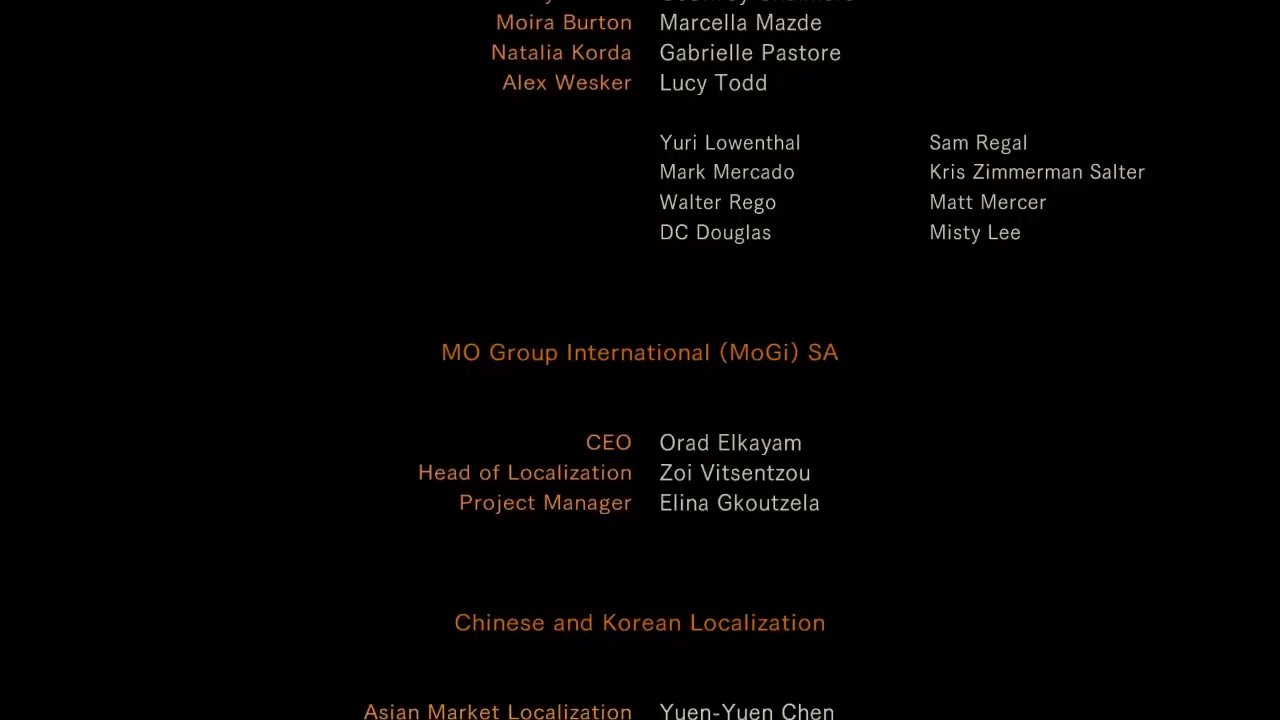 Moira Burton Marcella Mazde
Natalia Korda Gabrielle Pastore
Alex Wesker Lucy Todd
Yuri Lowenthal Sam Regal
Mark Mercado Kris Zimmerman Salter
Walter Rego Matt Mercer
DC Douglas Misty Lee
MO Group International (MoGi) SA
CEO Orad Elkayam
Head of Localization Zoi Vitsentzou
Project Manager Elina Gkoutzela
Chinese and Korean Localization
Asian Market Localization Yuen-Yuen Chen